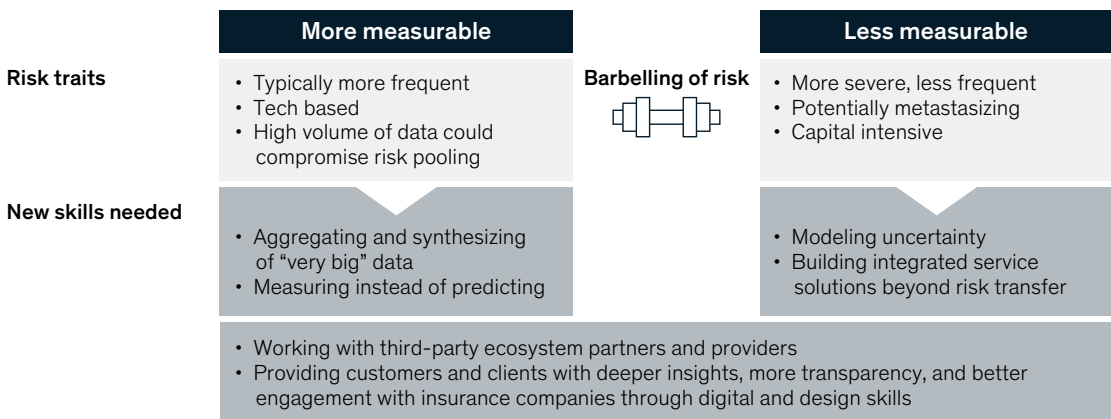 More measurable
Less measurable
Risk traits
• Typically more frequent
• Tech based
• High volume of data could
compromise risk pooling
Barbelling of risk
• More severe, less frequent
• Potentially metastasizing
• Capital intensive
New skills needed
• Aggregating and synthesizing
of “very big” data
• Measuring instead of predicting
• Modeling uncertainty
• Building integrated service
solutions beyond risk transfer
• Working with third-party ecosystem partners and providers
• Providing customers and clients with deeper insights, more transparency, and better
engagement with insurance companies through digital and design skills